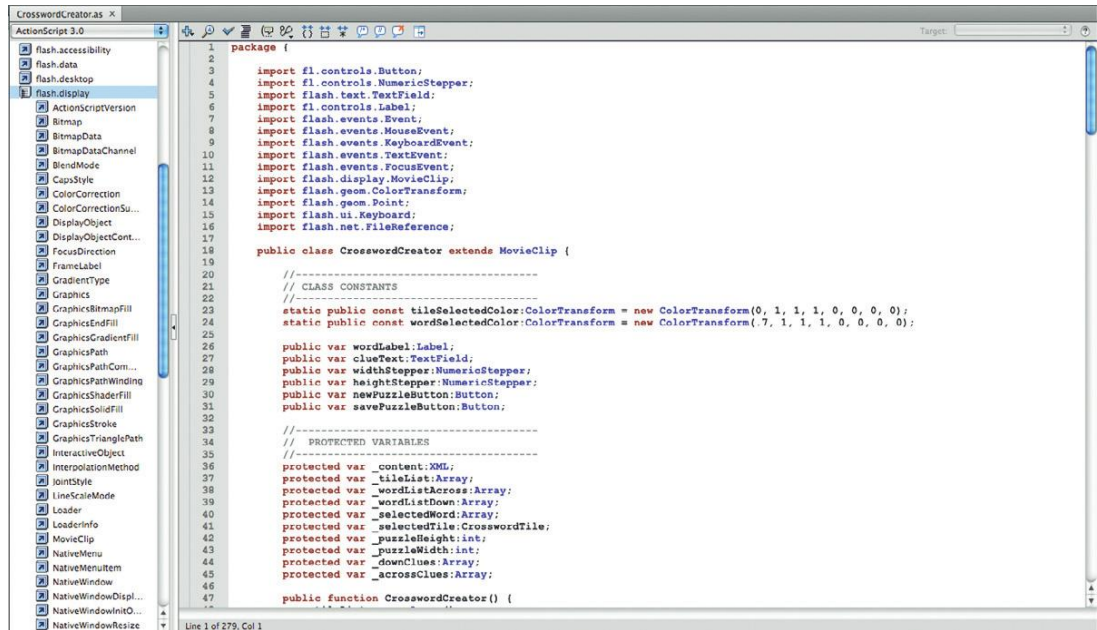 CrosswordCreator.as ×
ActionScript 3.0
Target:
flash.accessibility
flash.data
flash.desktop
flash.display
ActionScriptVersion
Bitmap
BitmapData
BitmapDataChannel
BlendMode
CapsStyle
ColorCorrection
ColorCorrectionSu...
DisplayObject
DisplayObjectCont...
FocusDirection
FrameLabel
GradientType
Graphics
GraphicsBitmapFill
GraphicsEndFill
GraphicsGradientFill
GraphicsPath
GraphicsPathCom...
GraphicsPathWinding
GraphicsShaderFill
GraphicsSolidFill
GraphicsStroke
GraphicsTrianglePath
InteractiveObject
InterpolationMethod
JointStyle
LineScaleMode
Loader
LoaderInfo
MovieClip
NativeMenu
NativeMenuItem
NativeWindow
NativeWindowDispl...
NativeWindowInitO...
NativeWindowResize
1 package {
2
3 import fl.controls.Button;
4 import fl.controls.NumericStepper;
5 import flash.text.TextField;
6 import fl.controls.Label;
7 import flash.events.Event;
8 import flash.events.MouseEvent;
9 import flash.events.KeyboardEvent;
10 import flash.events.TextEvent;
11 import flash.events.FocusEvent;
12 import flash.display.MovieClip;
13 import flash.geom.ColorTransform;
14 import flash.geom.Point;
15 import flash.ui.Keyboard;
16 import flash.net.FileReference;
17
18 public class CrosswordCreator extends MovieClip {
19
20 //--------------------------------------
21 // CLASS CONSTANTS
22 //--------------------------------------
23 static public const tileSelectedColor:ColorTransform = new ColorTransform(0, 1, 1, 1, 0, 0, 0, 0);
24 static public const wordSelectedColor:ColorTransform = new ColorTransform(.7, 1, 1, 1, 0, 0, 0, 0);
25
26 public var wordLabel:Label;
27 public var clueText:TextField;
28 public var widthStepper:NumericStepper;
29 public var heightStepper:NumericStepper;
30 public var newPuzzleButton:Button;
31 public var savePuzzleButton:Button;
32
33 //--------------------------------------
34 // PROTECTED VARIABLES
35 //--------------------------------------
36 protected var _content:XML;
37 protected var _tileList:Array;
38 protected var _wordListAcross:Array;
39 protected var _wordListDown:Array;
40 protected var _selectedWord:Array;
41 protected var _selectedTile:CrosswordTile;
42 protected var _puzzleHeight:int;
43 protected var _puzzleWidth:int;
44 protected var _downClues:Array;
45 protected var _acrossClues:Array;
46
47 public function CrosswordCreator() {
Line 1 of 279, Col 1